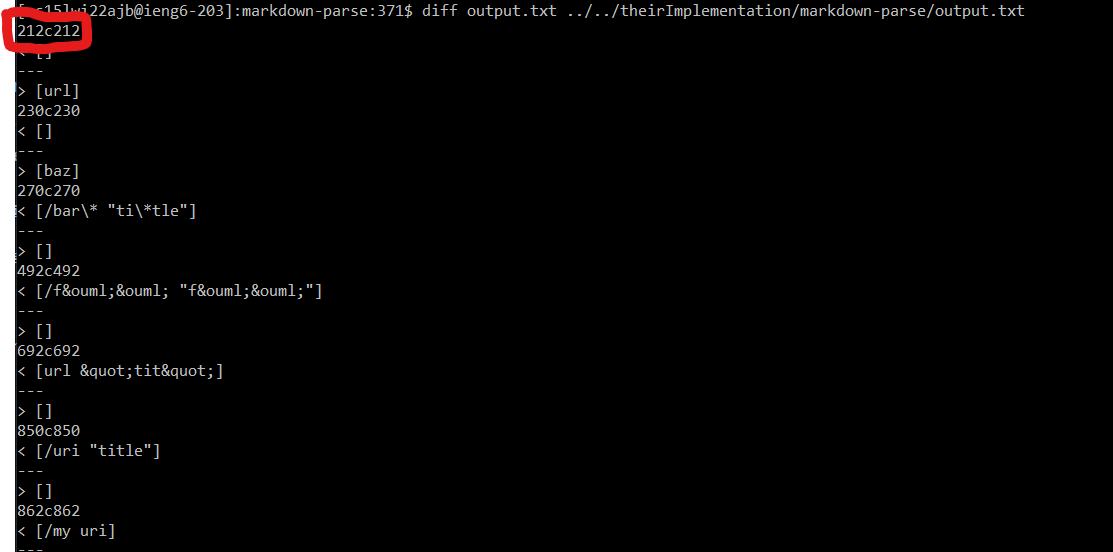 [cs15lwi22ajb@ieng6-203]:markdown-parse:371$ diff output.txt ../../theirImplementation/markdown-parse/output.txt
212c212
< []
---
> [url]
230c230
< []
---
> [baz]
270c270
< [/bar\* "ti\*tle"]
---
> []
492c492
< [/f&ouml;&ouml; "f&ouml;&ouml;"]
---
> []
692c692
< [url &quot;tit&quot;]
---
> []
850c850
< [/uri "title"]
---
> []
862c862
< [/my uri]
---